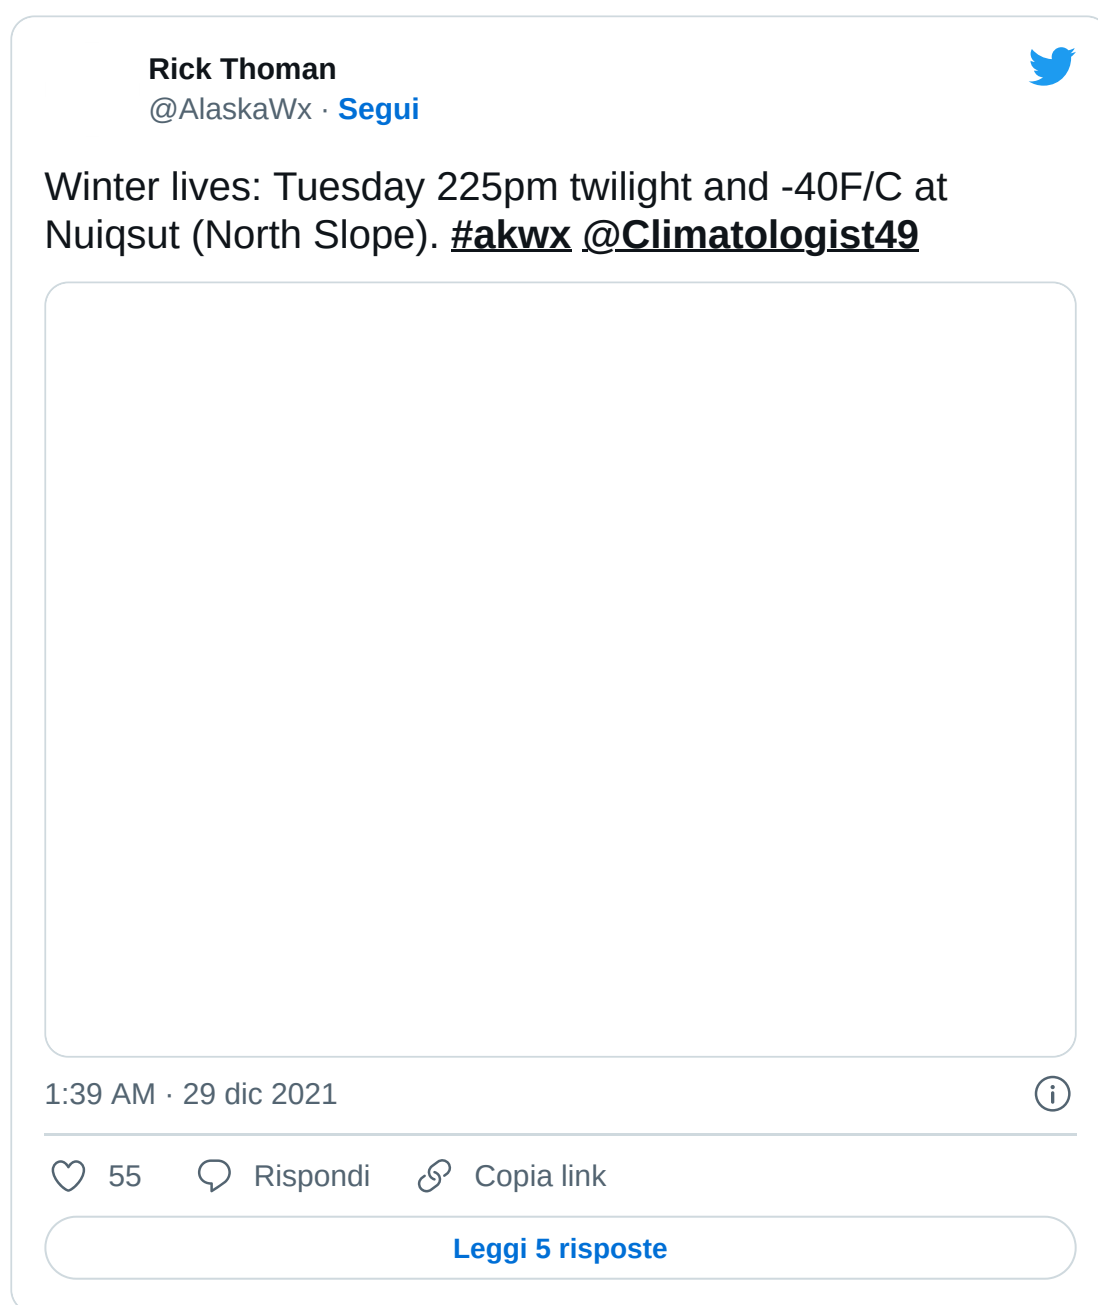 Rick Thoman
@AlaskaWx · Segui
Winter lives: Tuesday 225pm twilight and -40F/C at
Nuiqsut (North Slope). #akwx @Climatologist49
1:39 AM · 29 dic 2021
55 Rispondi Copia link
Leggi 5 risposte